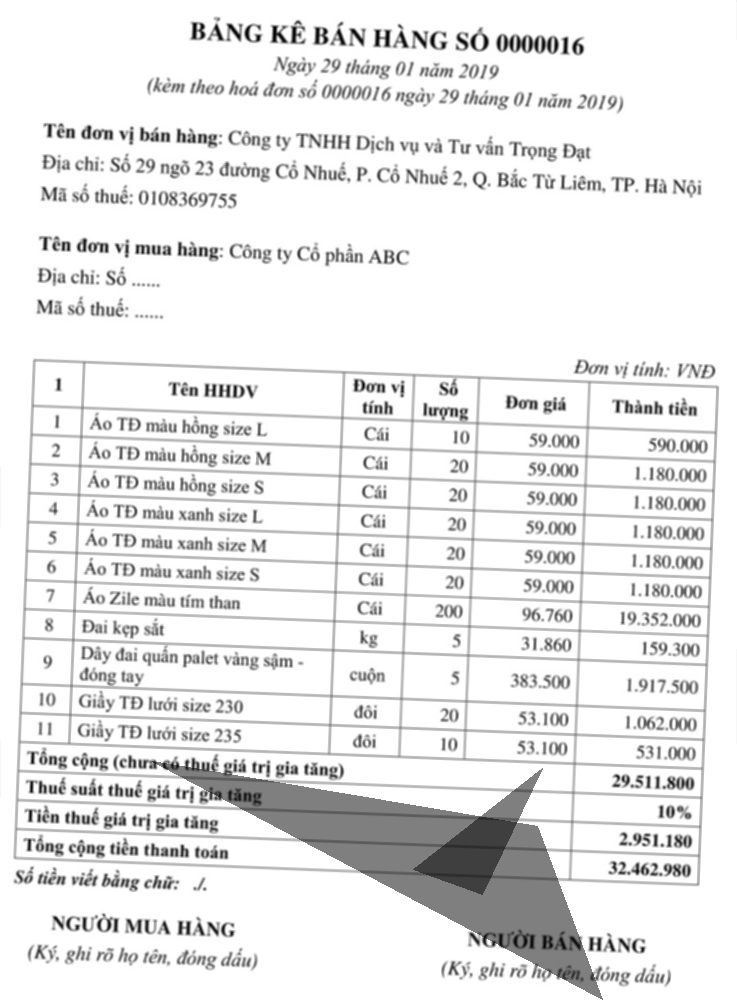 BẢNG KÊ BÁN HÀNG SỐ 0000016
Ngày 29 tháng 01 năm 2019
(kèm theo hoá đơn số 0000016 ngày 29 tháng 01 năm 2019)
Tên đơn vị bán hàng: Công ty TNHH Dịch vụ và Tư vấn Trọng Đạt
Địa chỉ: Số 29 ngõ 23 đường Cổ Nhuế, P. Cổ Nhuế 2, Q. Bắc Từ Liêm, TP. Hà Nội
Mã số thuế: 0108369755
Tên đơn vị mua hàng: Công ty Cổ phần ABC
Địa chỉ: Số ......
Mã số thuế: ......
Đơn vị tính: VNĐ
1 Tên HHDV Đơn vị tính Số lượng Đơn giá Thành tiền
1 Áo TĐ màu hồng size L Cái 10 59.000 590.000
2 Áo TĐ màu hồng size M Cái 20 59.000 1.180.000
3 Áo TĐ màu hồng size S Cái 20 59.000 1.180.000
4 Áo TĐ màu xanh size L Cái 20 59.000 1.180.000
5 Áo TĐ màu xanh size M Cái 20 59.000 1.180.000
6 Áo TĐ màu xanh size S Cái 20 59.000 1.180.000
7 Áo Zile màu tím than Cái 200 96.760 19.352.000
8 Đai kẹp sắt kg 5 31.860 159.300
9 Dây đai quấn palet vàng sậm - đóng tay cuộn 5 383.500 1.917.500
10 Giầy TĐ lưới size 230 đôi 20 53.100 1.062.000
11 Giầy TĐ lưới size 235 đôi 10 53.100 531.000
Tổng cộng (chưa có thuế giá trị gia tăng) 29.511.800
Thuế suất thuế giá trị gia tăng 10%
Tiền thuế giá trị gia tăng 2.951.180
Tổng cộng tiền thanh toán 32.462.980
Số tiền viết bằng chữ: ./.
NGƯỜI MUA HÀNG NGƯỜI BÁN HÀNG
(Ký, ghi rõ họ tên, đóng dấu) (Ký, ghi rõ họ tên, đóng dấu)